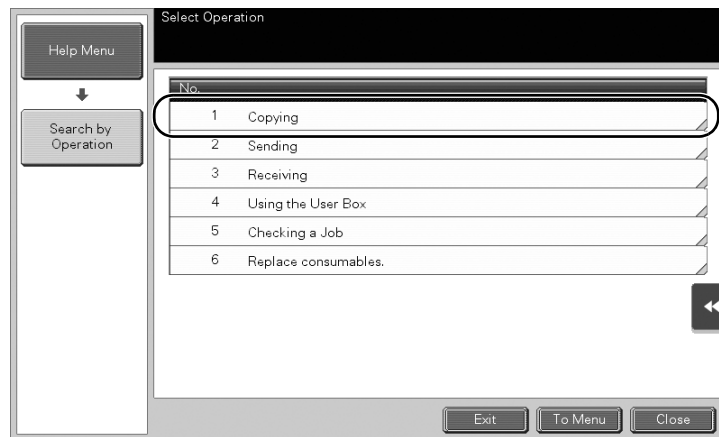 Select Operation
Help Menu
Search by
Operation
No.
1 Copying
2 Sending
3 Receiving
4 Using the User Box
5 Checking a Job
6 Replace consumables.
Exit
To Menu
Close